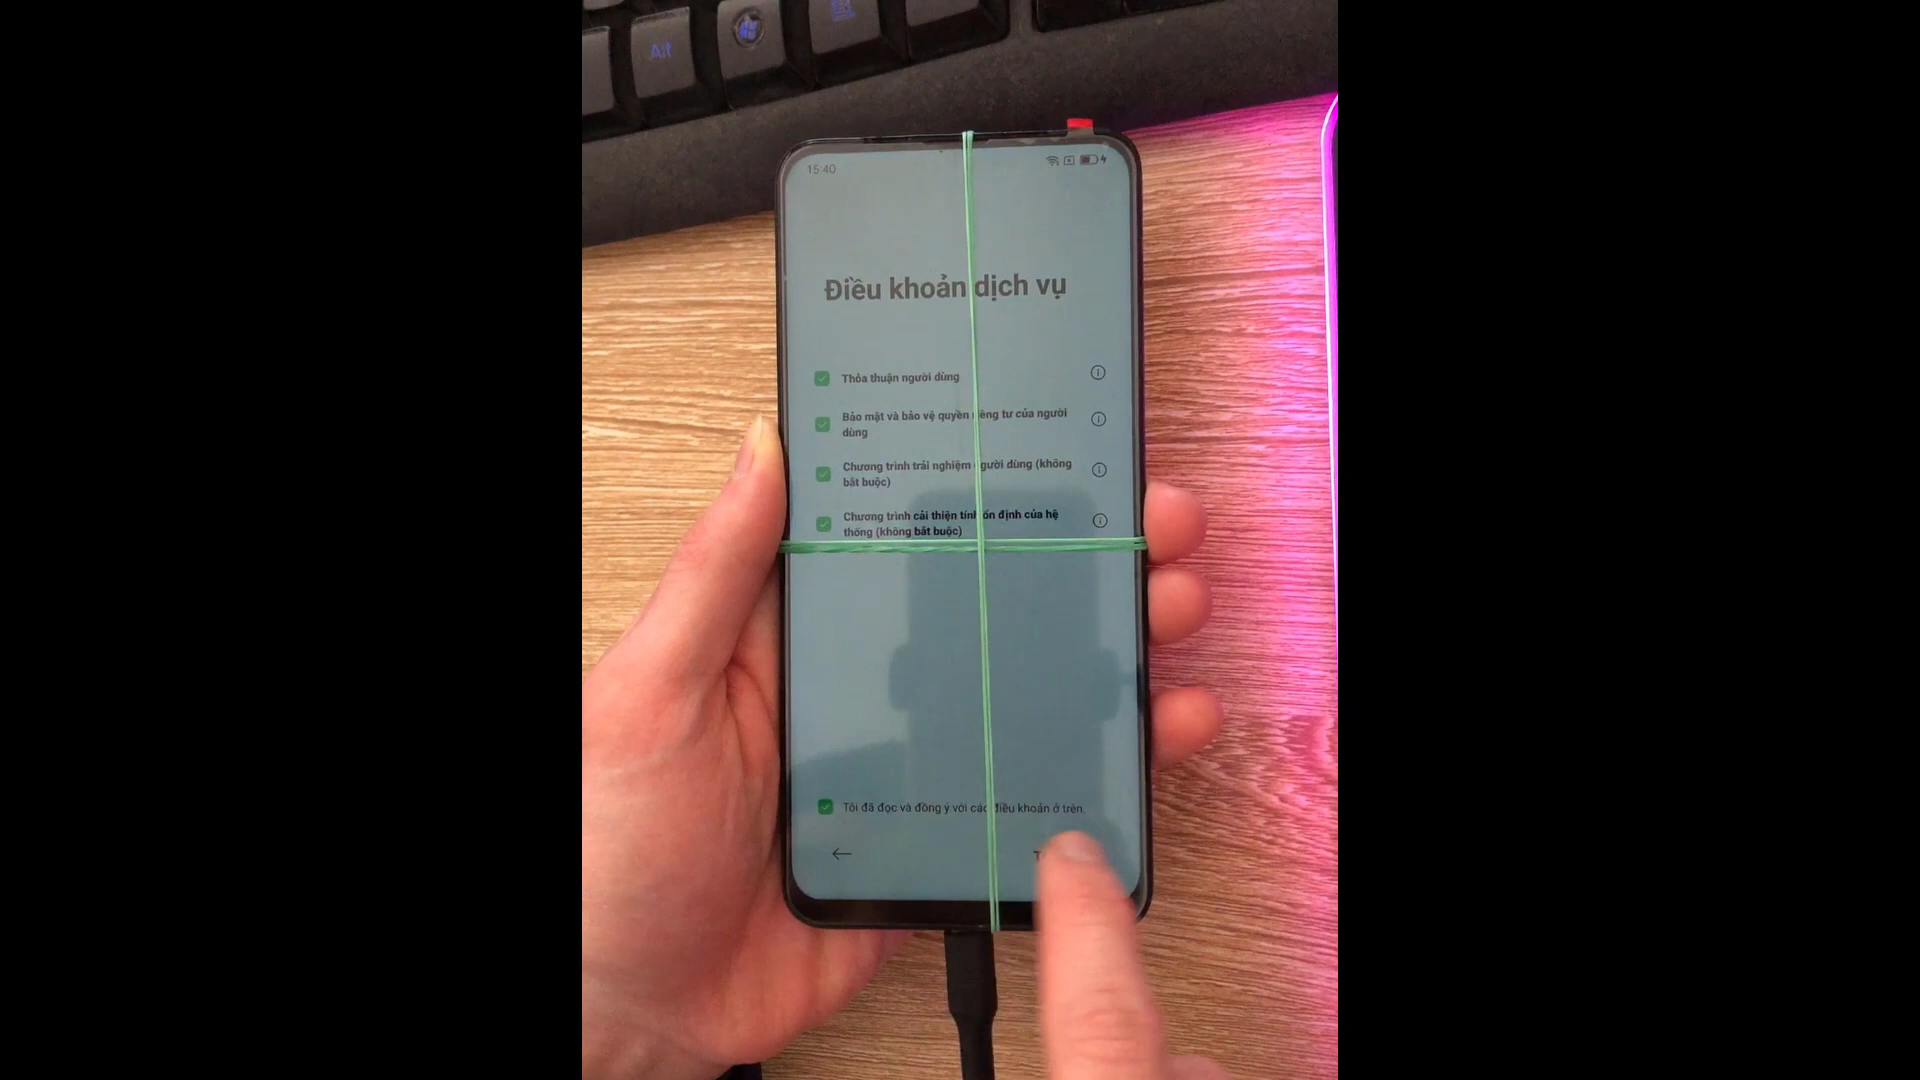 Alt
15:40
Điều khoản dịch vụ
Thỏa thuận người dùng
Bảo mật và bảo vệ quyền riêng tư của người
dùng
Chương trình trải nghiệm người dùng (không
bắt buộc)
Chương trình cải thiện tính ổn định của hệ
thống (không bắt buộc)
Tôi đã đọc và đồng ý với các điều khoản ở trên.